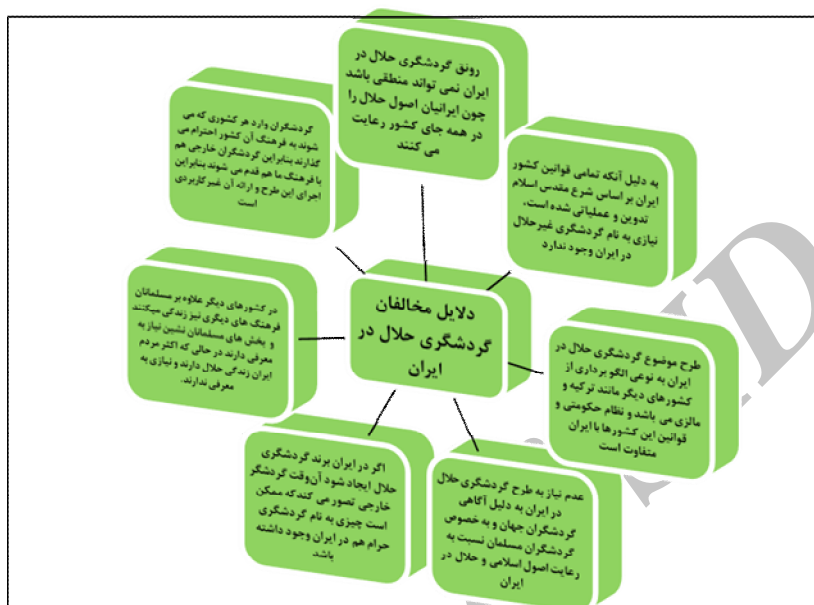 رونق گردشگری حلال در
ایران نمی تواند منطقی باشد
چون ایرانیان اصول حلال را
در همه جای کشور رعایت
می کنند
به دلیل آنکه تمامی قوانین کشور
ایران بر اساس شرع مقدس اسلام
تدوین و عملیاتی شده است،
نیازی به نام گردشگری غیرحلال
در ایران وجود ندارد
طرح موضوع گردشگری حلال در
ایران به نوعی الگو برداری از
کشورهای دیگر مانند ترکیه و
مالزی می باشد و نظام حکومتی و
قوانین این کشورها با ایران
متفاوت است
عدم نیاز به طرح گردشگری حلال
در ایران به دلیل آگاهی
گردشگران جهان و به خصوص
گردشگران مسلمان نسبت به
رعایت اصول اسلامی و حلال در
ایران
اگر در ایران برند گردشگری
حلال ایجاد شود آن‌وقت گردشگر
خارجی تصور می کند که ممکن
است چیزی به نام گردشگری
حرام هم در ایران وجود داشته
باشد
در کشورهای دیگر علاوه بر مسلمانان
فرهنگ های دیگری نیز زندگی میکنند
و بخش های مسلمانان نشین نیاز به
معرفی دارند در حالی که اکثر مردم
ایران زندگی حلال دارند و نیازی به
معرفی ندارند.
گردشگران وارد هر کشوری که می
شوند به فرهنگ آن کشور احترام می
گذارند بنابراین گردشگران خارجی هم
با فرهنگ ما هم قدم می شوند بنابراین
اجرای این طرح و ارائه آن غیر کاربردی
است
دلایل مخالفان
گردشگری حلال در
ایران